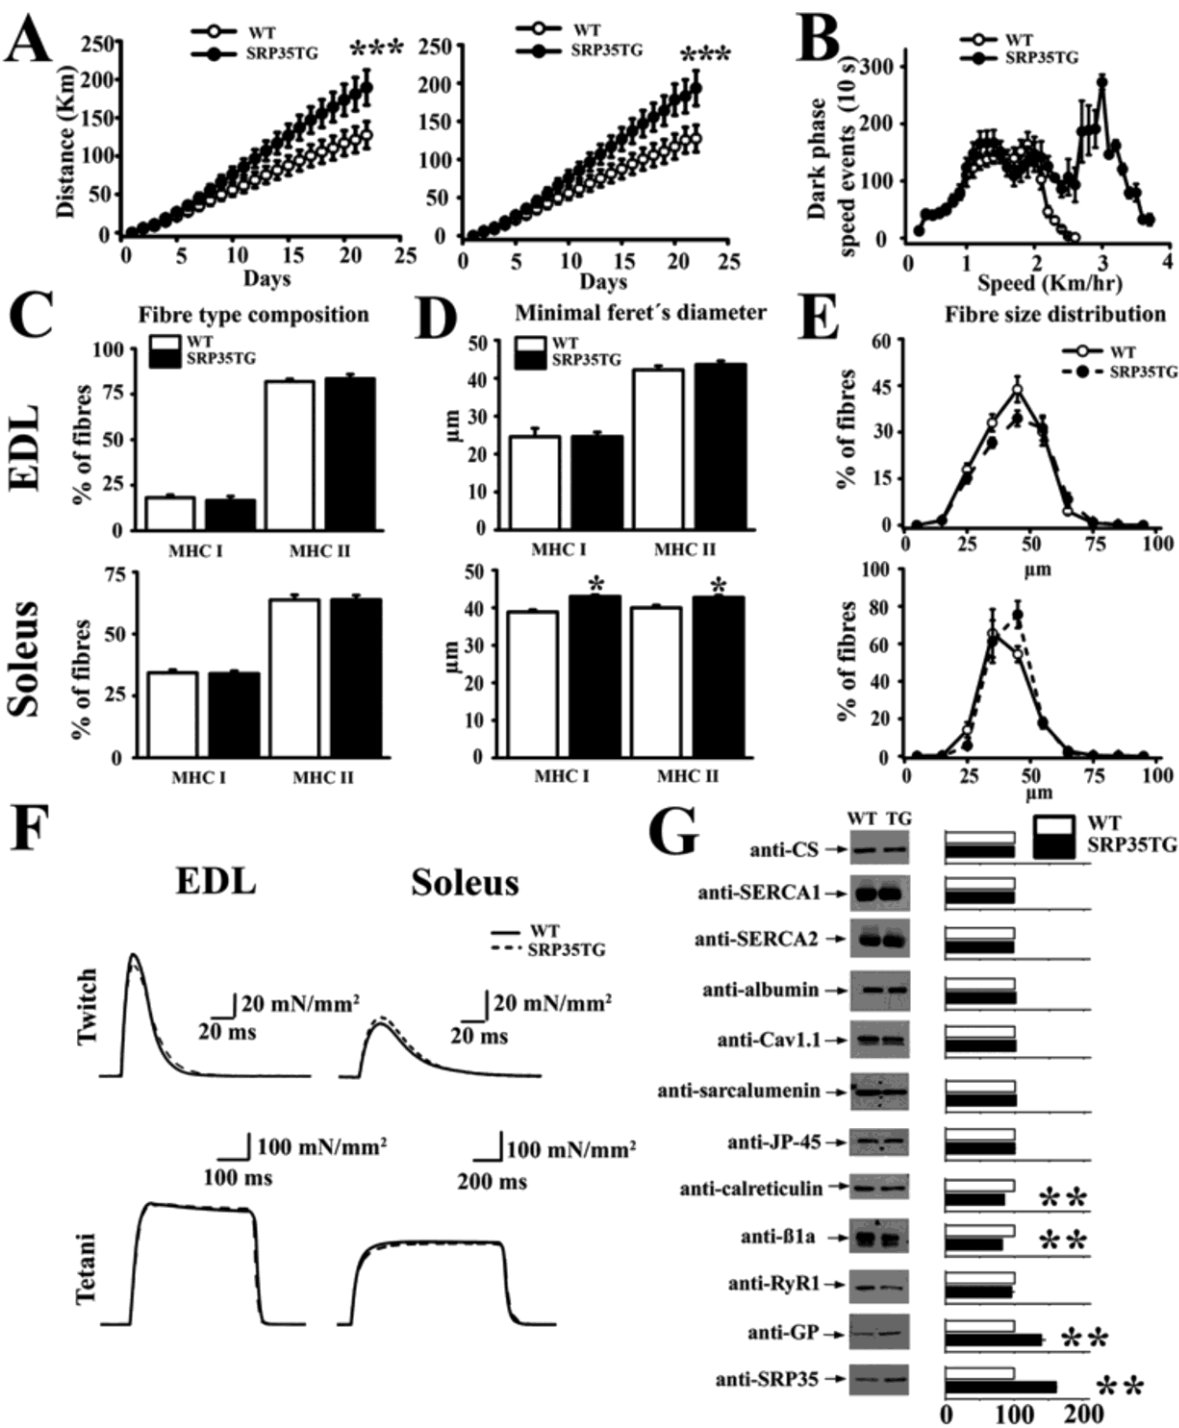 A
WT
SRP35TG
***
Distance (Km)
250
200
150
100
50
0
0 5 10 15 20 25
Days
WT
SRP35TG
***
250
200
150
100
50
0
0 5 10 15 20 25
Days
B
WT
SRP35TG
Dark phase
speed events (10 s)
300
200
100
0
0 1 2 3 4
Speed (Km/hr)
C
Fibre type composition
WT
SRP35TG
EDL
% of fibres
100
75
50
25
0
MHC I MHC II
D
Minimal feret´s diameter
WT
SRP35TG
µm
50
40
30
20
10
0
MHC I MHC II
E
Fibre size distribution
WT
SRP35TG
% of fibres
60
45
30
15
0
0 25 50 75 100
µm
Soleus
% of fibres
75
50
25
0
MHC I MHC II
µm
50
40
30
20
10
0
* *
MHC I MHC II
% of fibres
100
80
60
40
20
0
0 25 50 75 100
µm
F
EDL Soleus
WT
SRP35TG
Twitch
20 mN/mm²
20 ms
20 mN/mm²
20 ms
Tetani
100 mN/mm²
100 ms
100 mN/mm²
200 ms
G
WT TG
WT
SRP35TG
anti-CS
anti-SERCA1
anti-SERCA2
anti-albumin
anti-Cav1.1
anti-sarcalumenin
anti-JP-45
anti-calreticulin **
anti-ß1a **
anti-RyR1
anti-GP **
anti-SRP35 **
0 100 200